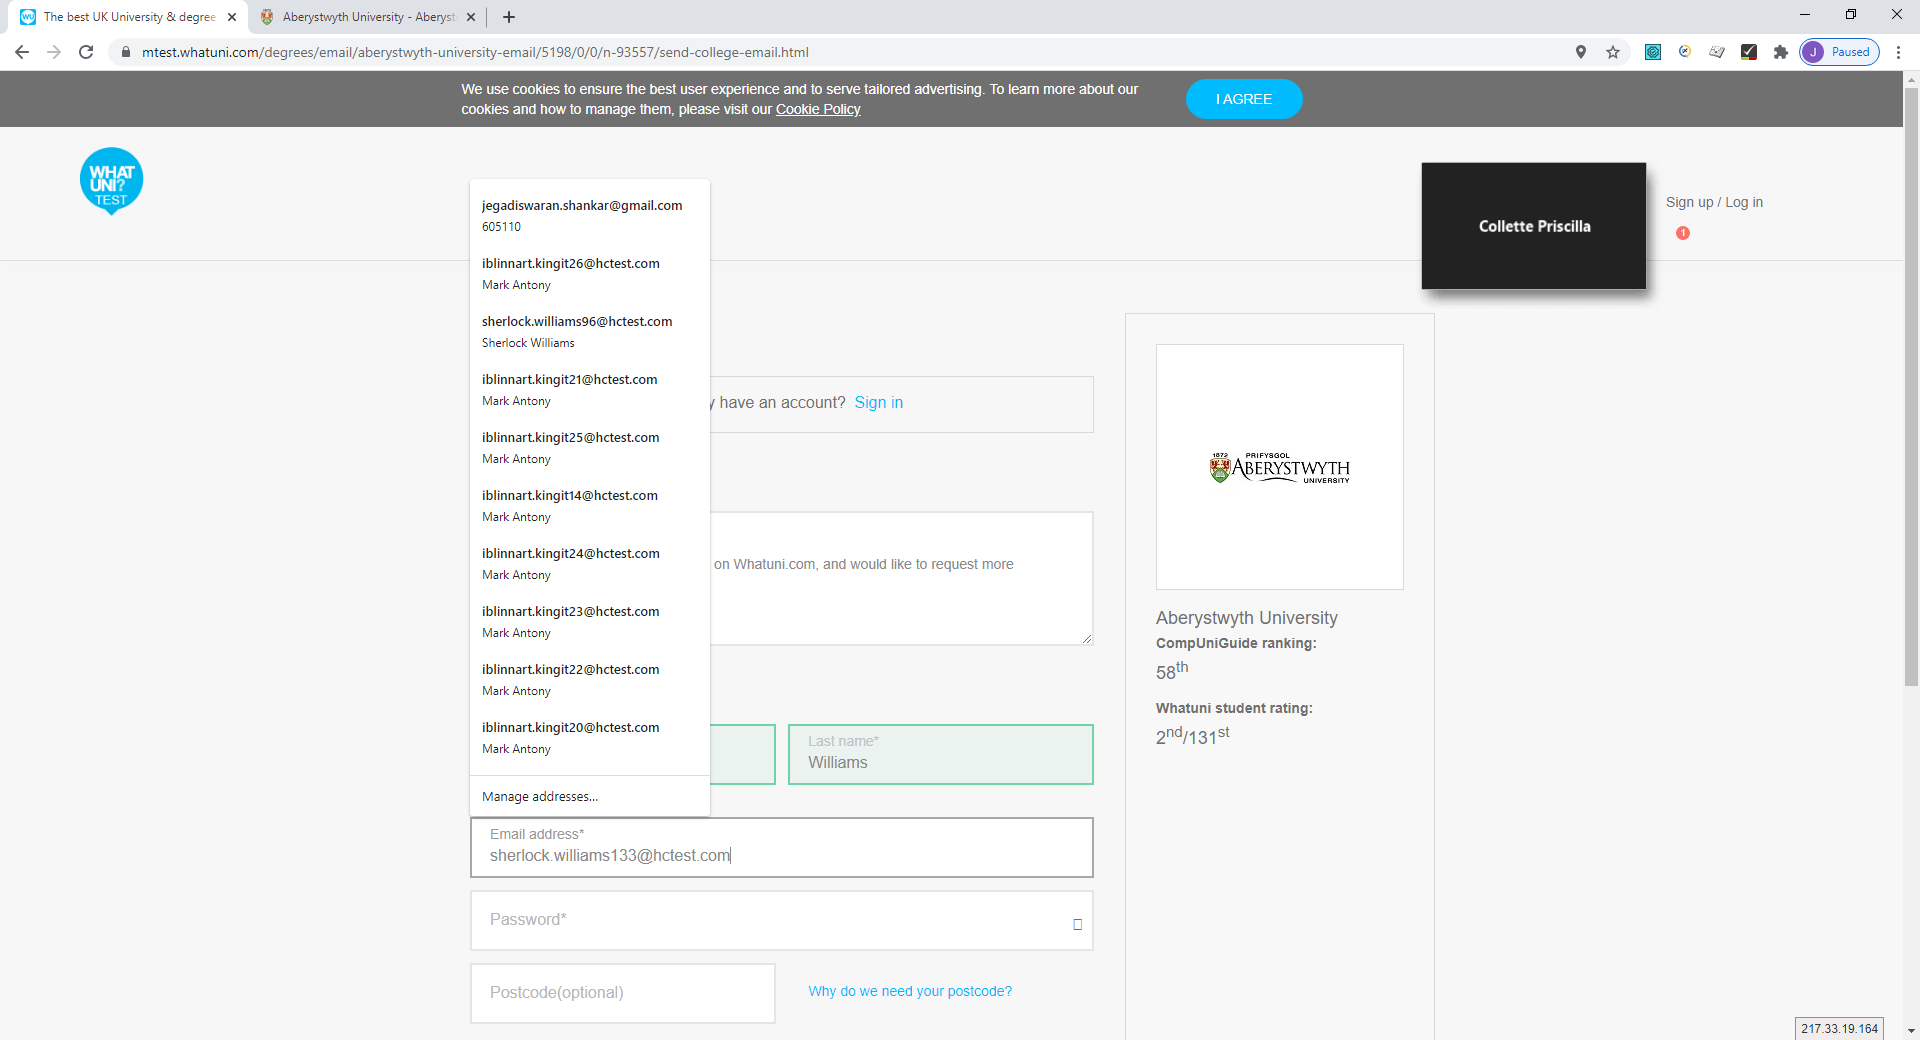 The best UK University & degree
Aberystwyth University - Aberyst
mtest.whatuni.com/degrees/email/aberystwyth-university-email/5198/0/0/n-93557/send-college-email.html
J Paused
We use cookies to ensure the best user experience and to serve tailored advertising. To learn more about our
cookies and how to manage them, please visit our Cookie Policy
I AGREE
WHAT
UNI?
TEST
Collette Priscilla
Sign up / Log in
1
jegadiswaran.shankar@gmail.com
605110
iblinnart.kingit26@hctest.com
Mark Antony
sherlock.williams96@hctest.com
Sherlock Williams
iblinnart.kingit21@hctest.com
Mark Antony
iblinnart.kingit25@hctest.com
Mark Antony
iblinnart.kingit14@hctest.com
Mark Antony
iblinnart.kingit24@hctest.com
Mark Antony
iblinnart.kingit23@hctest.com
Mark Antony
iblinnart.kingit22@hctest.com
Mark Antony
iblinnart.kingit20@hctest.com
Mark Antony
Manage addresses...
y have an account? Sign in
on Whatuni.com, and would like to request more
Last name*
Williams
Email address*
sherlock.williams133@hctest.com
Password*
Postcode(optional)
Why do we need your postcode?
1872 PRIFYSGOL
ABERYSTWYTH
UNIVERSITY
Aberystwyth University
CompUniGuide ranking:
58th
Whatuni student rating:
2nd/131st
217.33.19.164